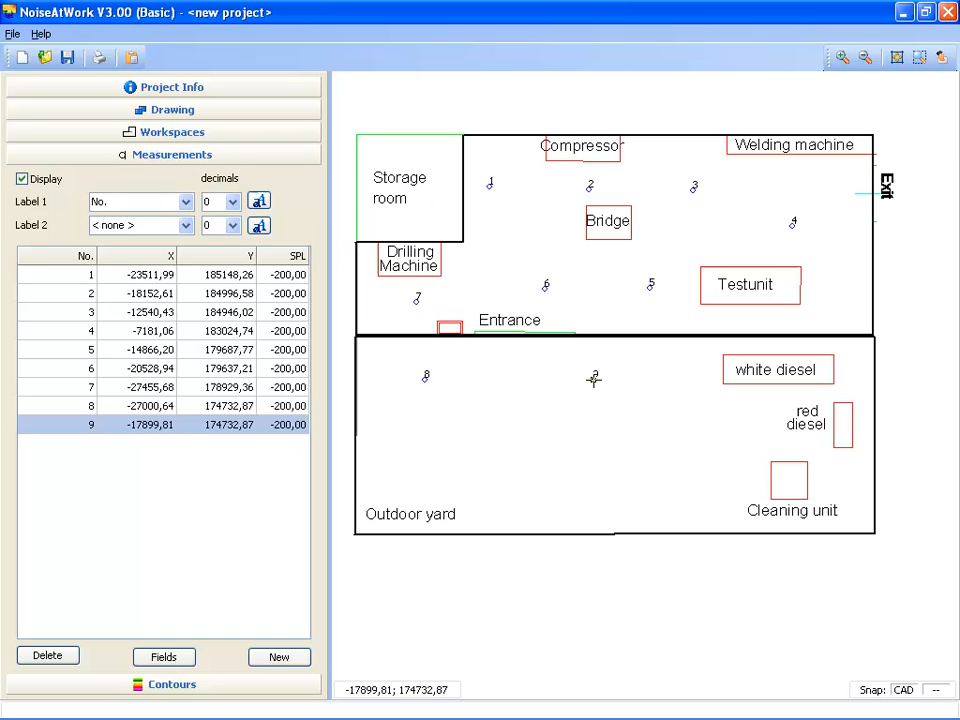 NoiseAtWork V3.00 (Basic) - <new project>
File Help
Project Info
Drawing
Workspaces
Measurements
Display decimals
Label 1 No. 0 aA
Label 2 < none > 0 aA
No. X Y SPL
1 -23511,99 185148,26 -200,00
2 -18152,61 184996,58 -200,00
3 -12540,43 184946,02 -200,00
4 -7181,06 183024,74 -200,00
5 -14866,20 179687,77 -200,00
6 -20528,94 179637,21 -200,00
7 -27455,68 178929,36 -200,00
8 -27000,64 174732,87 -200,00
9 -17899,81 174732,87 -200,00
Delete Fields New
Contours
Compressor Welding machine
Storage
room
1 2 3
Exit
Bridge
4
Drilling
Machine
Testunit
7 6 5
Entrance
8 9
white diesel
red
diesel
Outdoor yard
Cleaning unit
-17899,81; 174732,87
Snap: CAD --